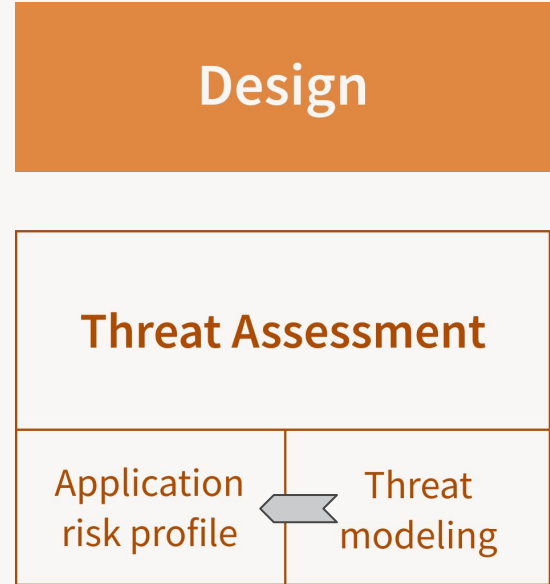 Design
Threat Assessment
Application
risk profile
Threat
modeling